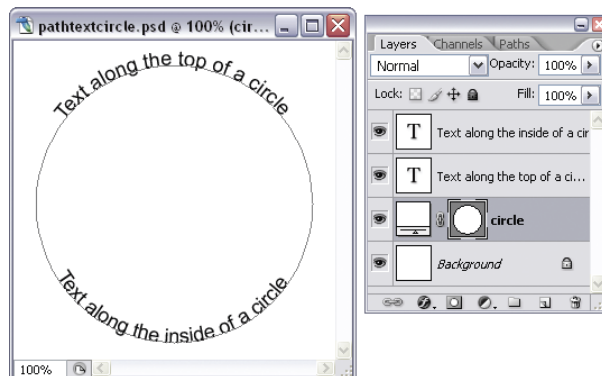 pathtextcircle.psd @ 100% (cir...
Text along the top of a circle
Text along the inside of a circle
100%
Layers Channels Paths
Normal Opacity: 100%
Lock: Fill: 100%
T Text along the inside of a cir
T Text along the top of a ci...
circle
Background